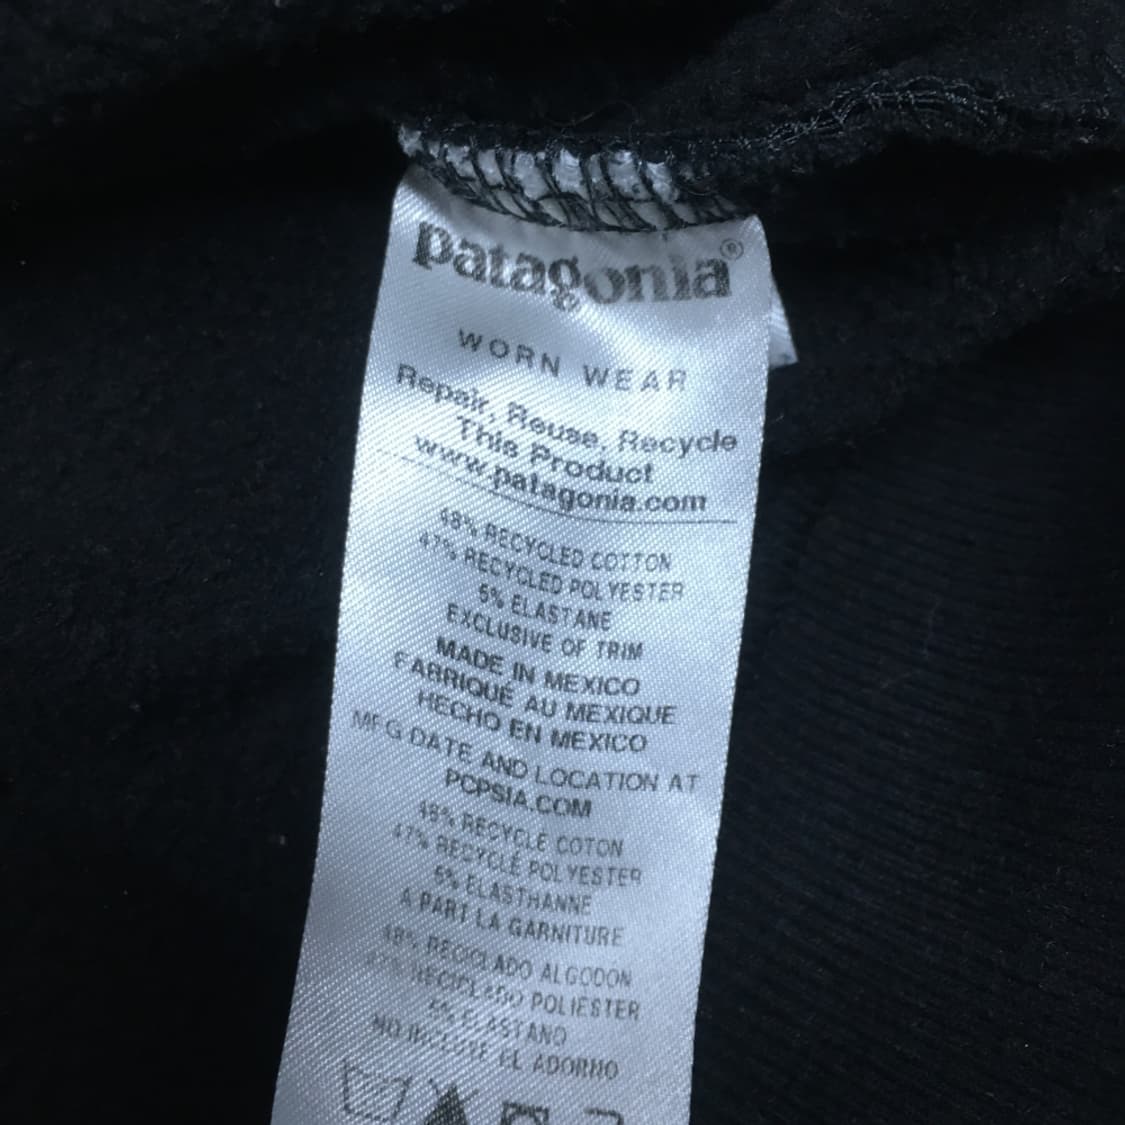 patagonia®
WORN WEAR
Repair, Reuse, Recycle
This Product
www.patagonia.com
48% RECYCLED COTTON
47% RECYCLED POLYESTER
5% ELASTANE
EXCLUSIVE OF TRIM
MADE IN MEXICO
FABRIQUÉ AU MEXIQUE
HECHO EN MEXICO
MFG DATE AND LOCATION AT
PCPSIA.COM
48% RECYCLÉ COTON
47% RECYCLÉ POLYESTER
5% ELASTHANNE
A PART LA GARNITURE
48% RECICLADO ALGODON
47% RECICLADO POLIESTER
5% ELASTANO
NO INCLUYE EL ADORNO